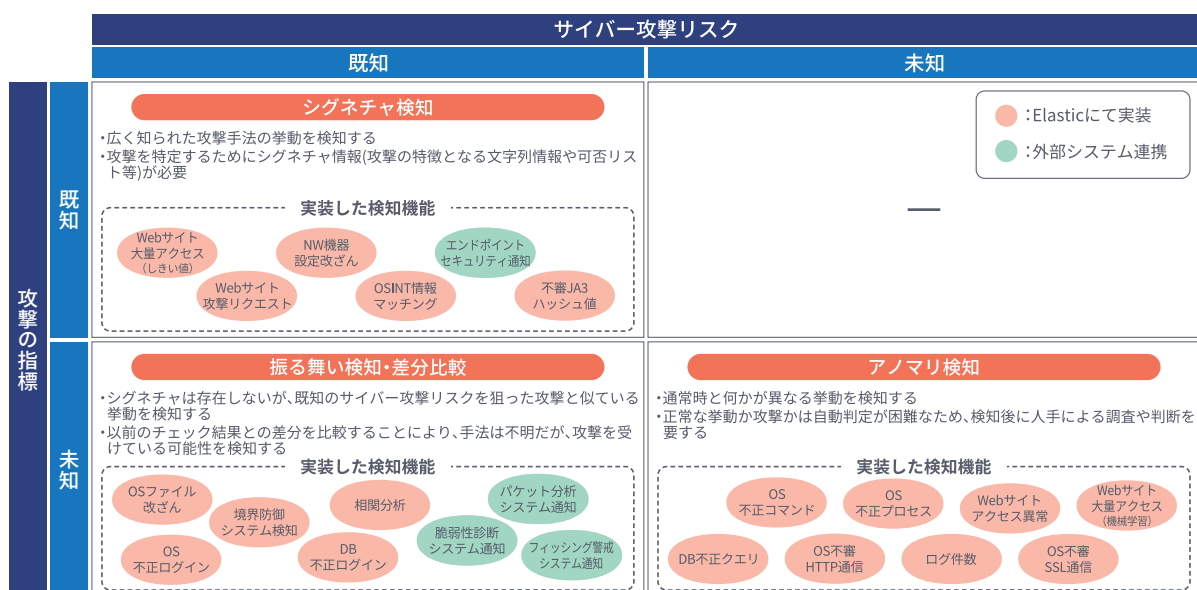 サイバー攻撃リスク
既知
未知
攻撃の指標
既知
シグネチャ検知
・広く知られた攻撃手法の挙動を検知する
・攻撃を特定するためにシグネチャ情報(攻撃の特徴となる文字列情報や可否リス
ト等)が必要
実装した検知機能
Webサイト
大量アクセス
(しきい値)
NW機器
設定改ざん
エンドポイント
セキュリティ通知
Webサイト
攻撃リクエスト
OSINT情報
マッチング
不審JA3
ハッシュ値
:Elasticにて実装
:外部システム連携
—
未知
振る舞い検知・差分比較
・シグネチャは存在しないが、既知のサイバー攻撃リスクを狙った攻撃と似ている
挙動を検知する
・以前のチェック結果との差分を比較することにより、手法は不明だが、攻撃を受
けている可能性を検知する
実装した検知機能
OSファイル
改ざん
境界防御
システム検知
相関分析
パケット分析
システム通知
OS
不正ログイン
DB
不正ログイン
脆弱性診断
システム通知
フィッシング警戒
システム通知
アノマリ検知
・通常時と何かが異なる挙動を検知する
・正常な挙動か攻撃かは自動判定が困難なため、検知後に人手による調査や判断を
要する
実装した検知機能
OS
不正コマンド
OS
不正プロセス
Webサイト
アクセス異常
Webサイト
大量アクセス
(機械学習)
DB不正クエリ
OS不審
HTTP通信
ログ件数
OS不審
SSL通信